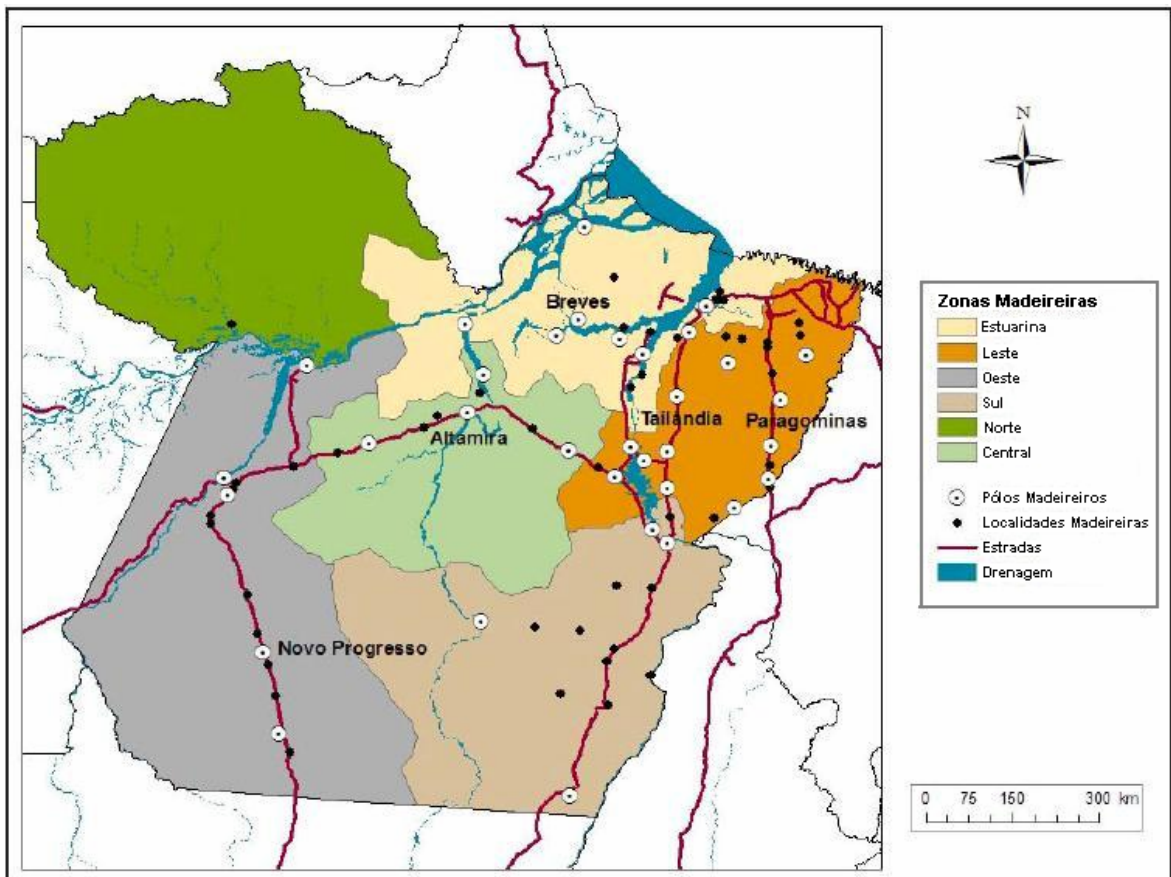 N
Breves
Tailândia
Paragominas
Altamira
Novo Progresso
Zonas Madeireiras
Estuarina
Leste
Oeste
Sul
Norte
Central
Pólos Madeireiros
Localidades Madeireiras
Estradas
Drenagem
0 75 150 300 km